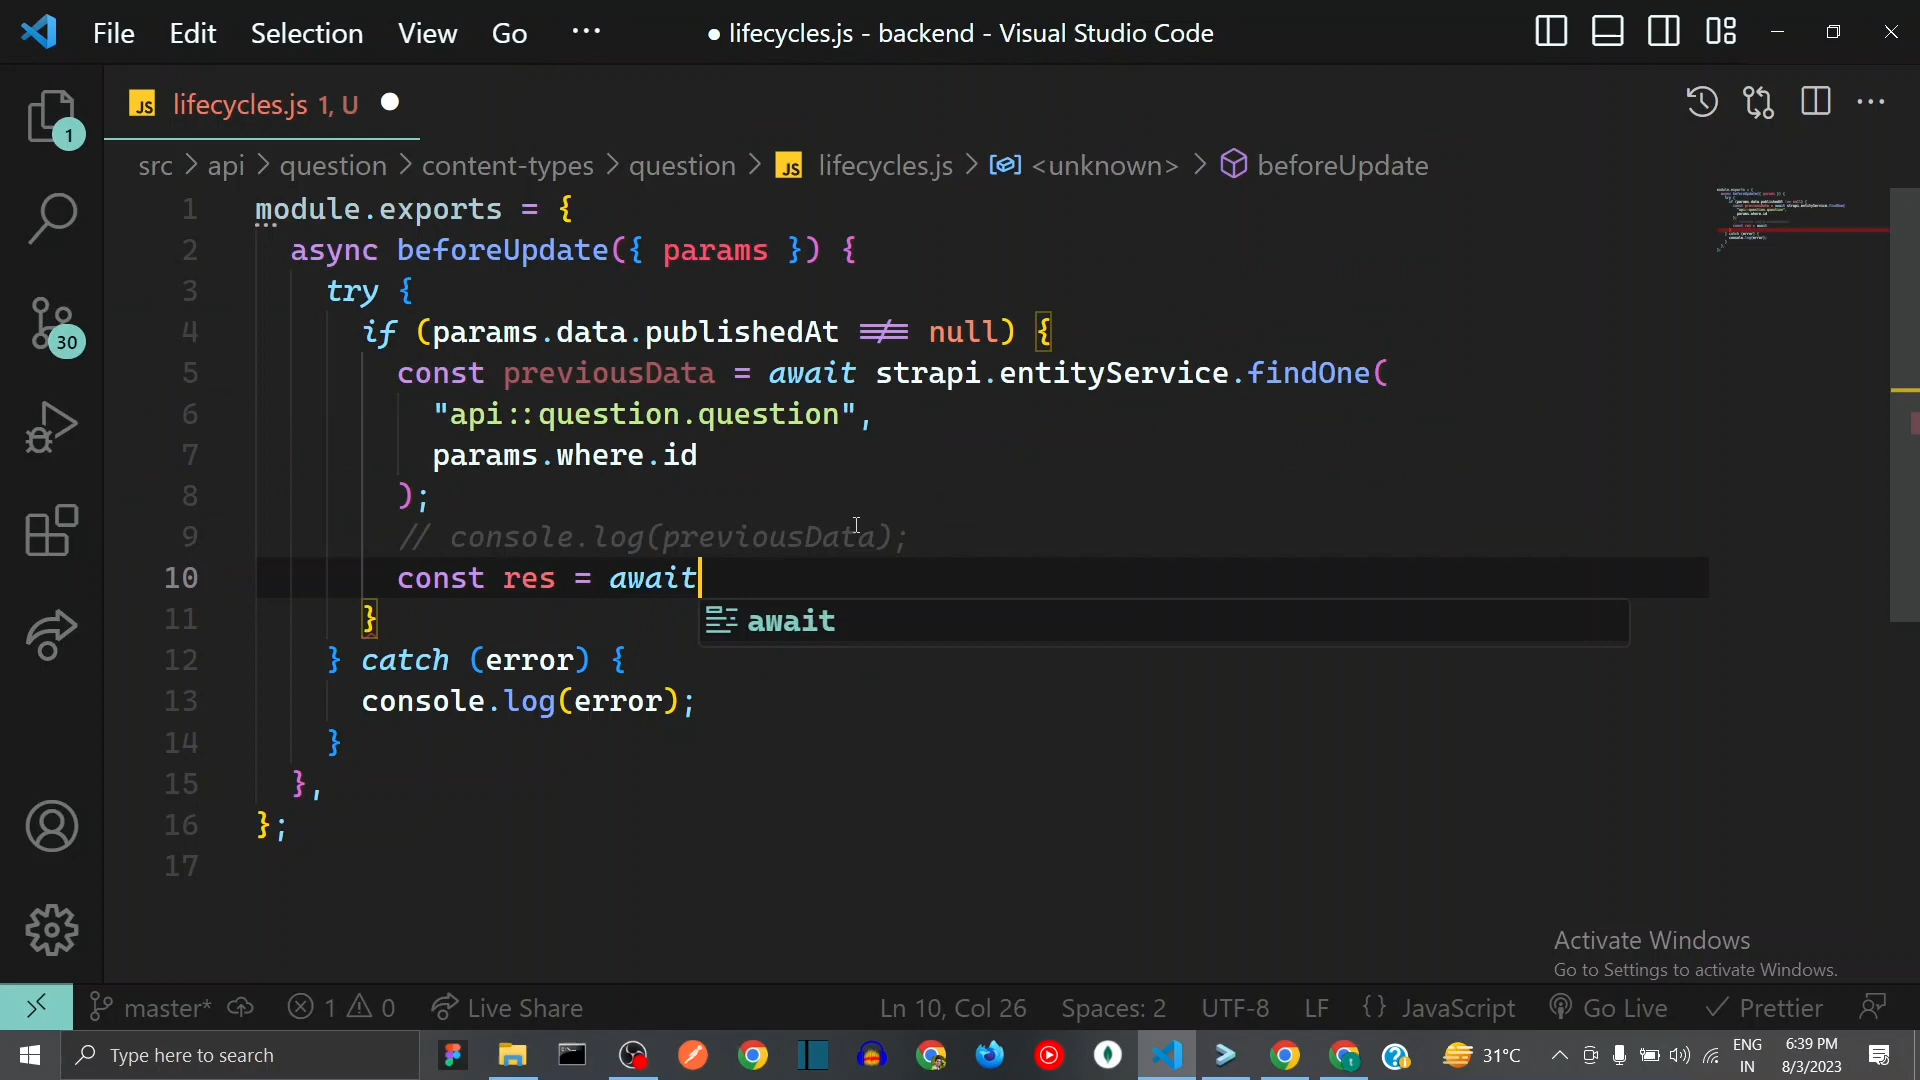 File Edit Selection View Go ··· ● lifecycles.js - backend - Visual Studio Code
JS lifecycles.js 1, U
src > api > question > content-types > question > JS lifecycles.js > <unknown> > beforeUpdate
1 module.exports = {
2 async beforeUpdate({ params }) {
3 try {
4 if (params.data.publishedAt !== null) {
5 const previousData = await strapi.entityService.findOne(
6 "api::question.question",
7 params.where.id
8 );
9 // console.log(previousData);
10 const res = await
await
11 }
12 } catch (error) {
13 console.log(error);
14 }
15 },
16 };
17
1
30
Activate Windows
Go to Settings to activate Windows.
master* 1 0 Live Share Ln 10, Col 26 Spaces: 2 UTF-8 LF {} JavaScript Go Live Prettier
Type here to search 31°C ENG IN 6:39 PM 8/3/2023